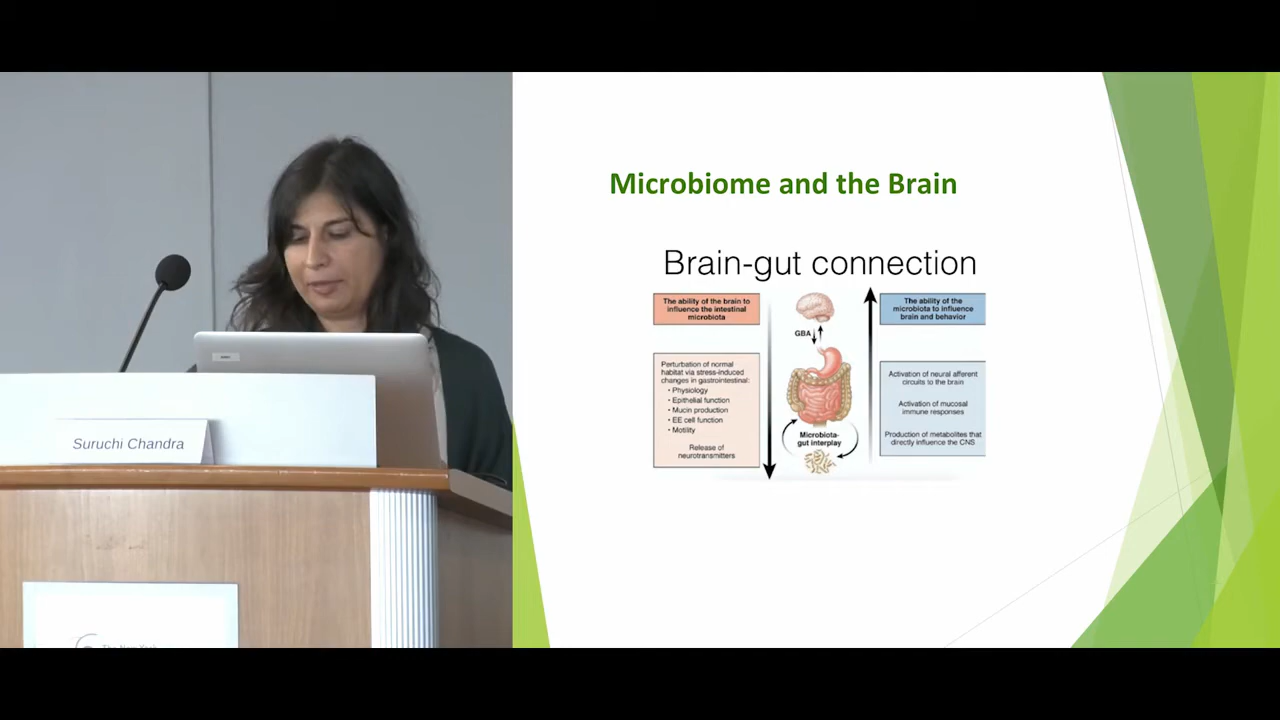 Suruchi Chandra
Microbiome and the Brain
Brain-gut connection
The ability of the brain to
influence the intestinal
microbiota
Perturbation of normal
habitat via stress-induced
changes in gastrointestinal:
• Physiology
• Epithelial function
• Mucin production
• EE cell function
• Motility
Release of
neurotransmitters
GBA
Microbiota-
gut interplay
The ability of the
microbiota to influence
brain and behavior
Activation of neural afferent
circuits to the brain
Activation of mucosal
immune responses
Production of metabolites that
directly influence the CNS